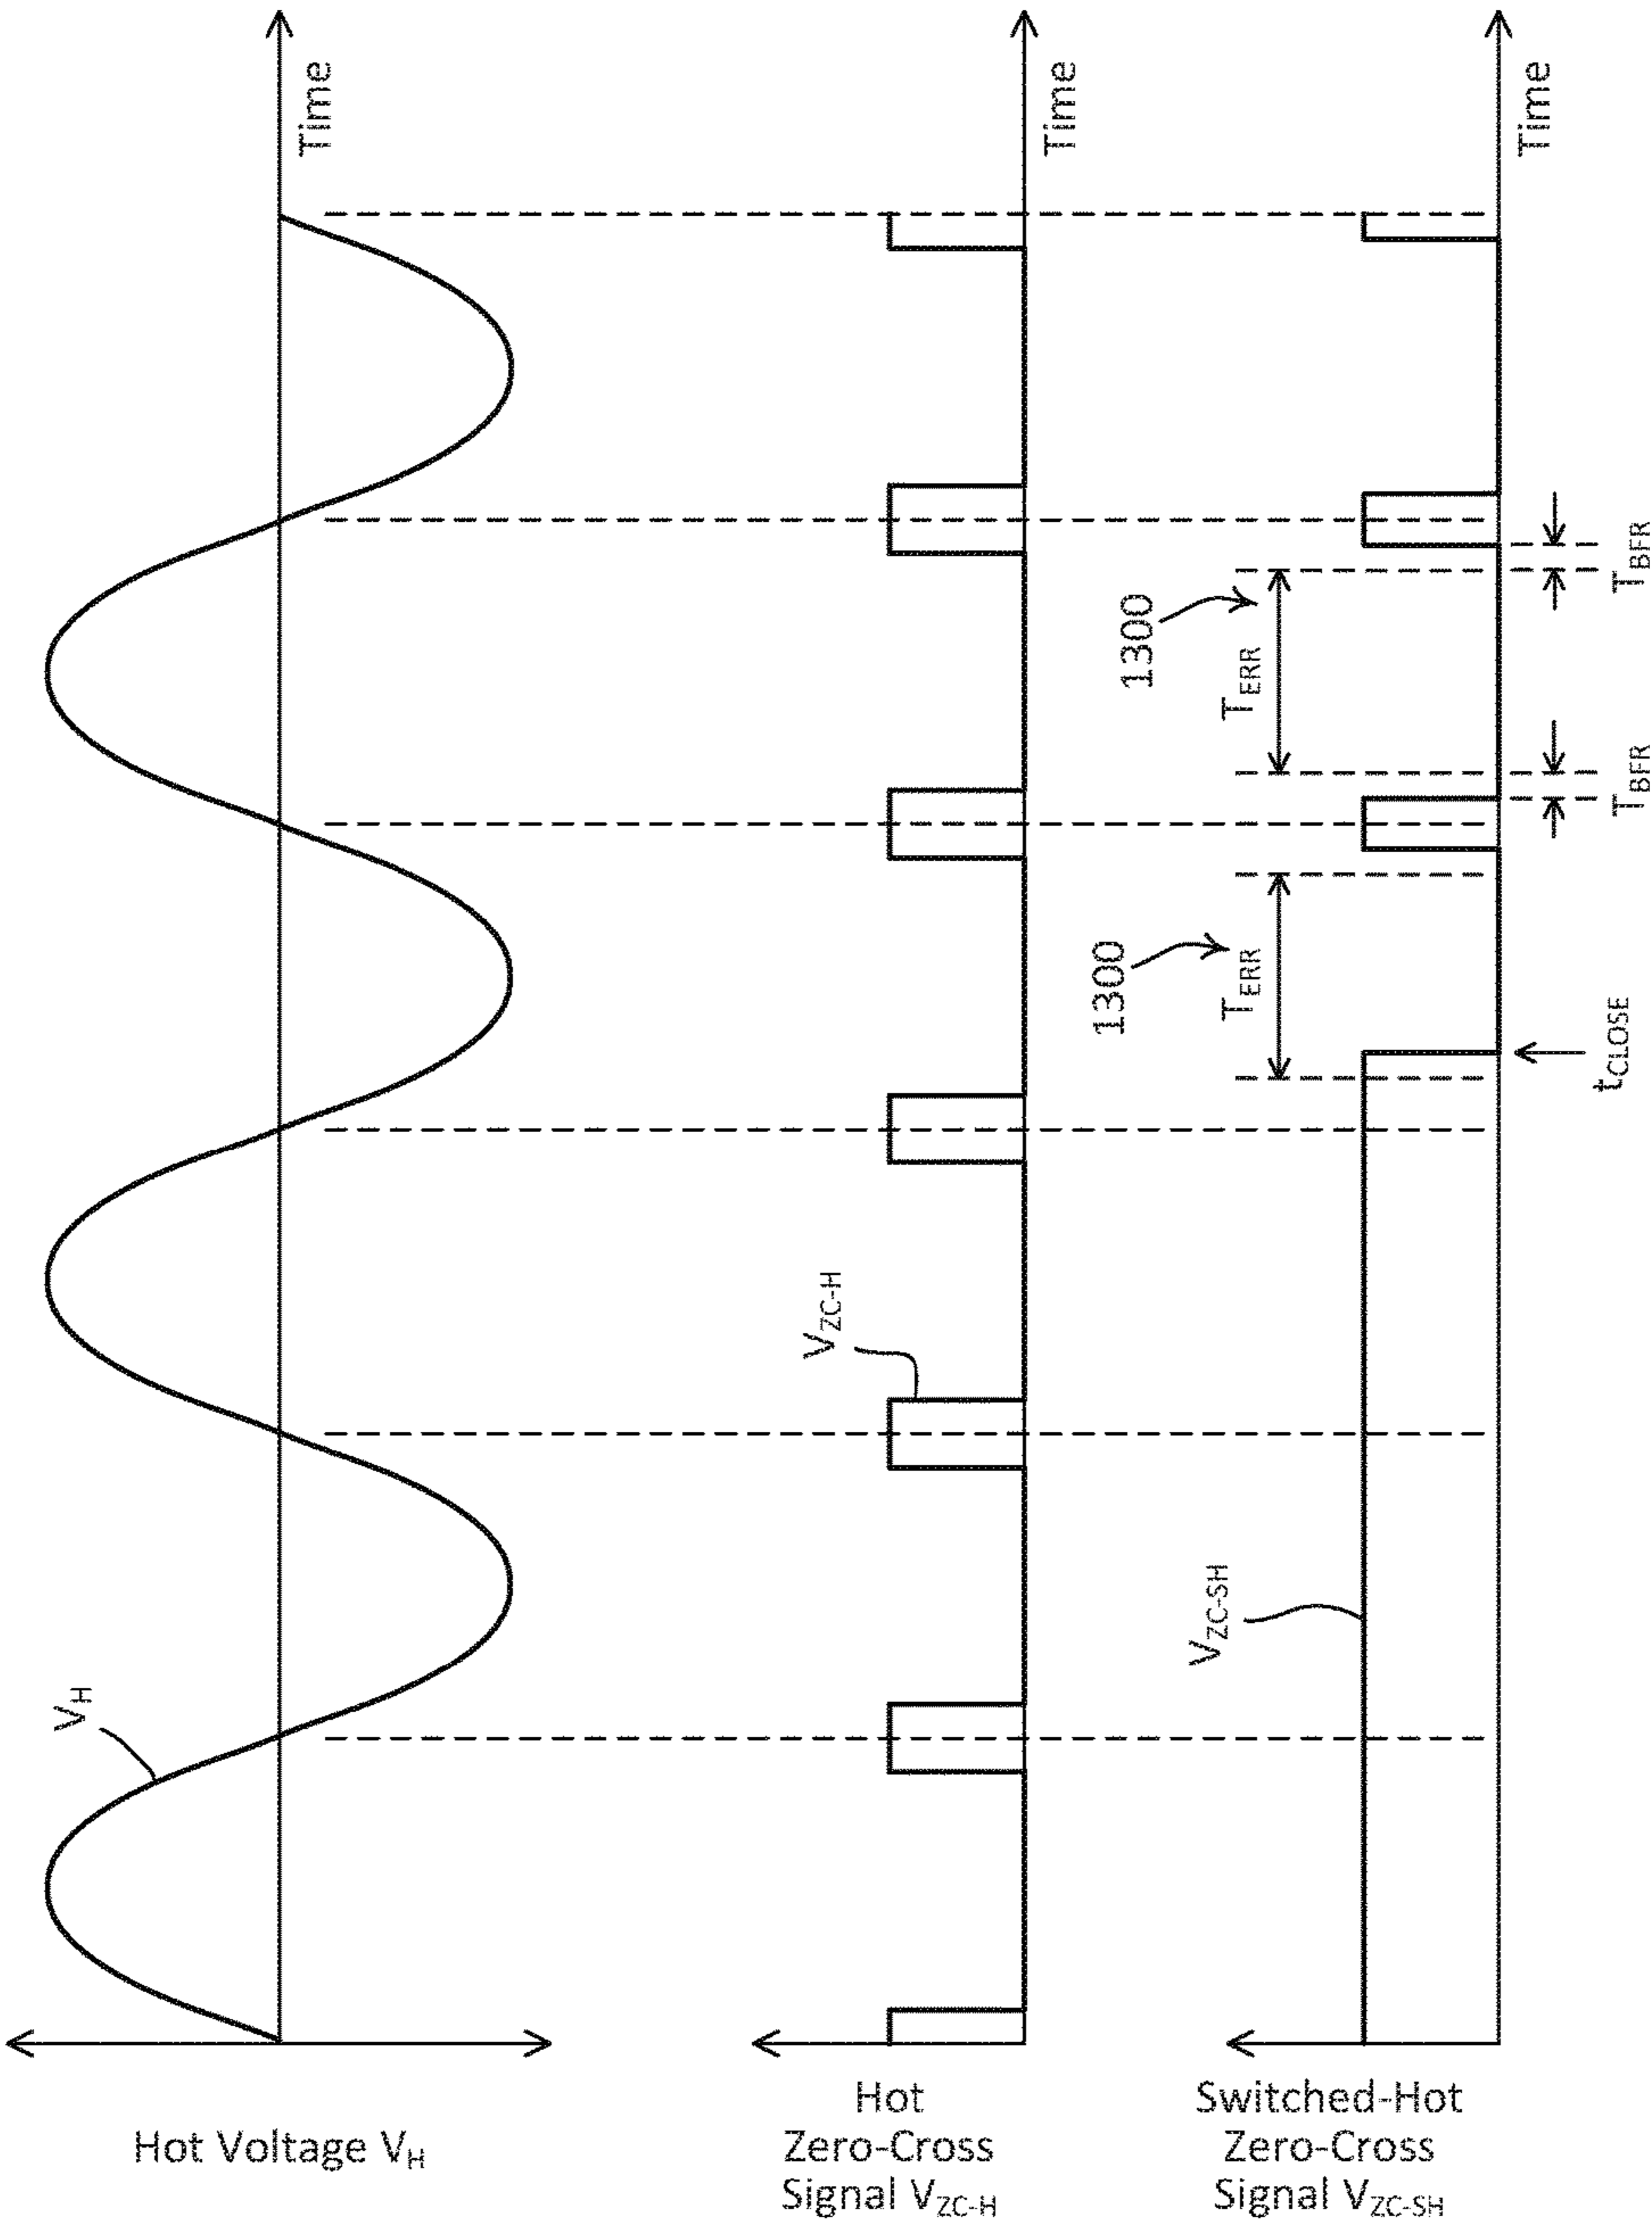 Hot Voltage V_H
V_H
Time
Hot
Zero-Cross
Signal V_ZC-H
V_ZC-H
Time
Switched-Hot
Zero-Cross
Signal V_ZC-SH
V_ZC-SH
1300
T_ERR
1300
T_ERR
Time
t_CLOSE
T_BFR
T_BFR